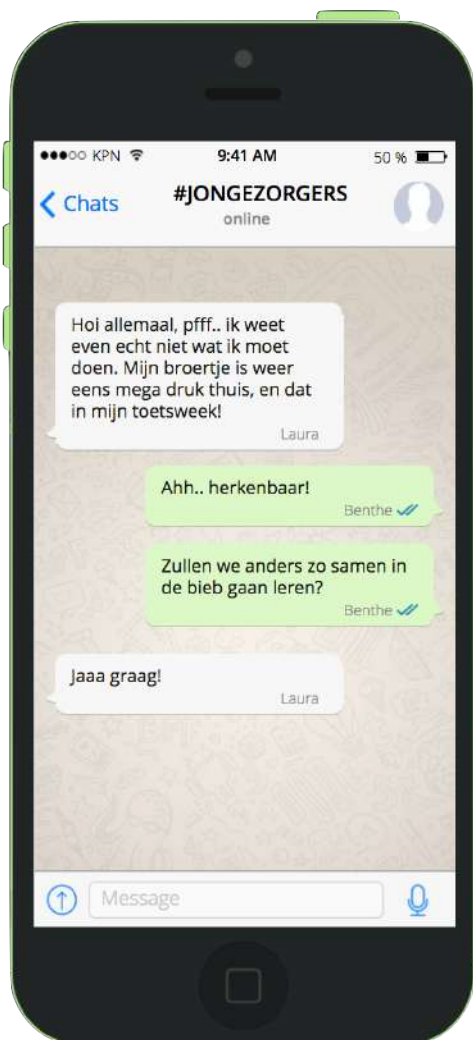 KPN 9:41 AM 50 %
Chats #JONGEZORGERS
online
Hoi allemaal, pfff.. ik weet
even echt niet wat ik moet
doen. Mijn broertje is weer
eens mega druk thuis, en dat
in mijn toetsweek!
Laura
Ahh.. herkenbaar!
Benthe
Zullen we anders zo samen in
de bieb gaan leren?
Benthe
Jaaa graag!
Laura
Message